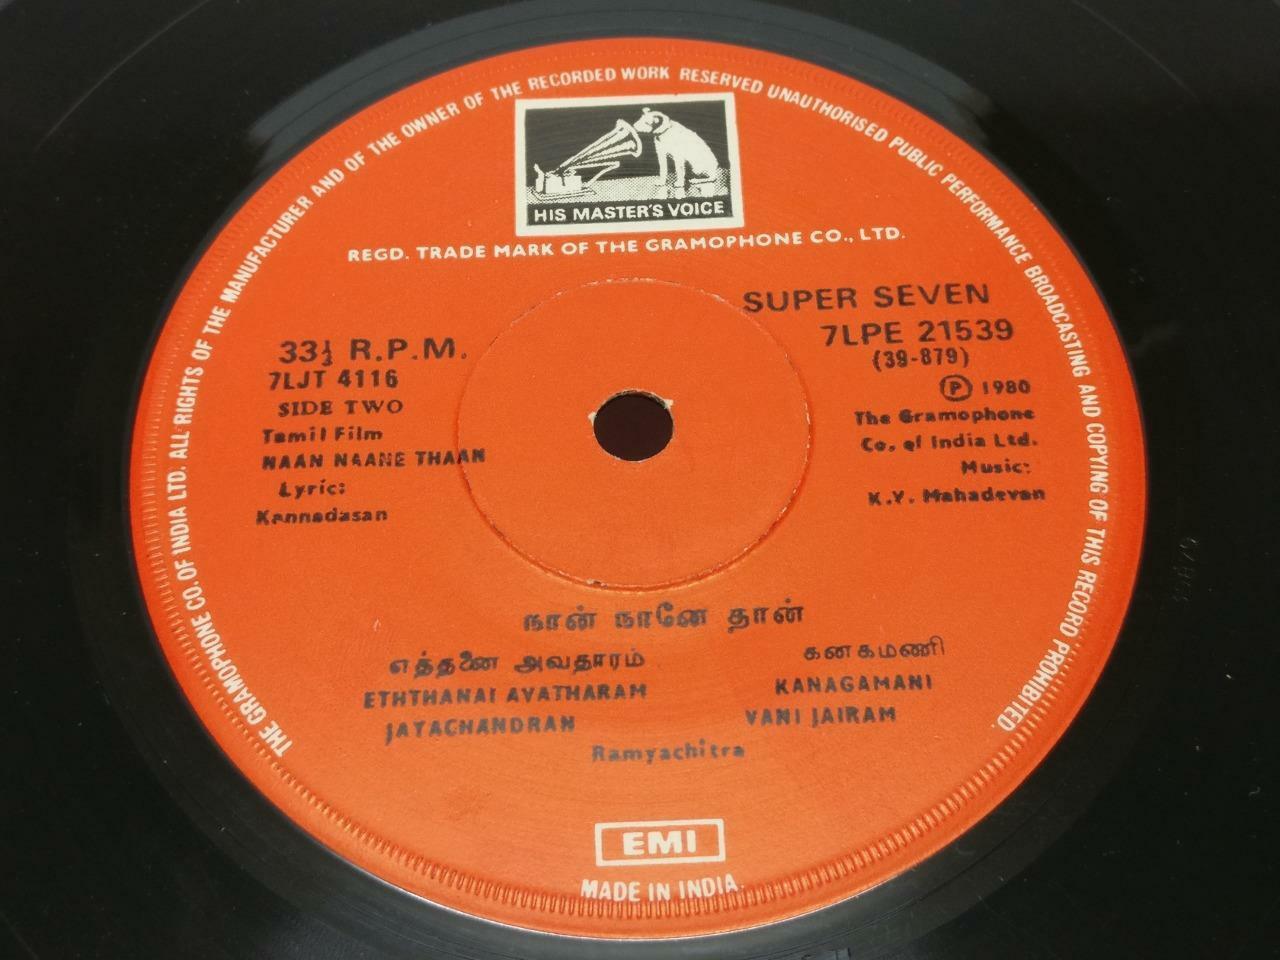 THE GRAMOPHONE CO. OF INDIA LTD. ALL RIGHTS OF THE MANUFACTURER AND OF THE OWNER OF THE RECORDED WORK RESERVED UNAUTHORISED PUBLIC PERFORMANCE BROADCASTING AND COPYING OF THIS RECORD PROHIBITED.
HIS MASTER'S VOICE
REGD. TRADE MARK OF THE GRAMOPHONE CO., LTD.
SUPER SEVEN
7LPE 21539
(39-879)
Ⓟ 1980
The Gramophone
Co. of India Ltd.
Music:
K.V. Mahadevan
33⅓ R.P.M.
7LJT 4116
SIDE TWO
Tamil Film
NAAN NAANE THAAN
Lyric:
Kannadasan
நான் நானே தான்
எத்தனை அவதாரம்
ETHTHANAI AVATHARAM
JAYACHANDRAN
கனகமணி
KANAGAMANI
VANI JAIRAM
Ramyachitra
EMI
MADE IN INDIA.